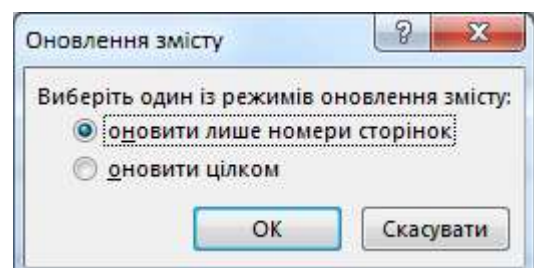 Оновлення змісту
Виберіть один із режимів оновлення змісту:
оновити лише номери сторінок
оновити цілком
ОК
Скасувати